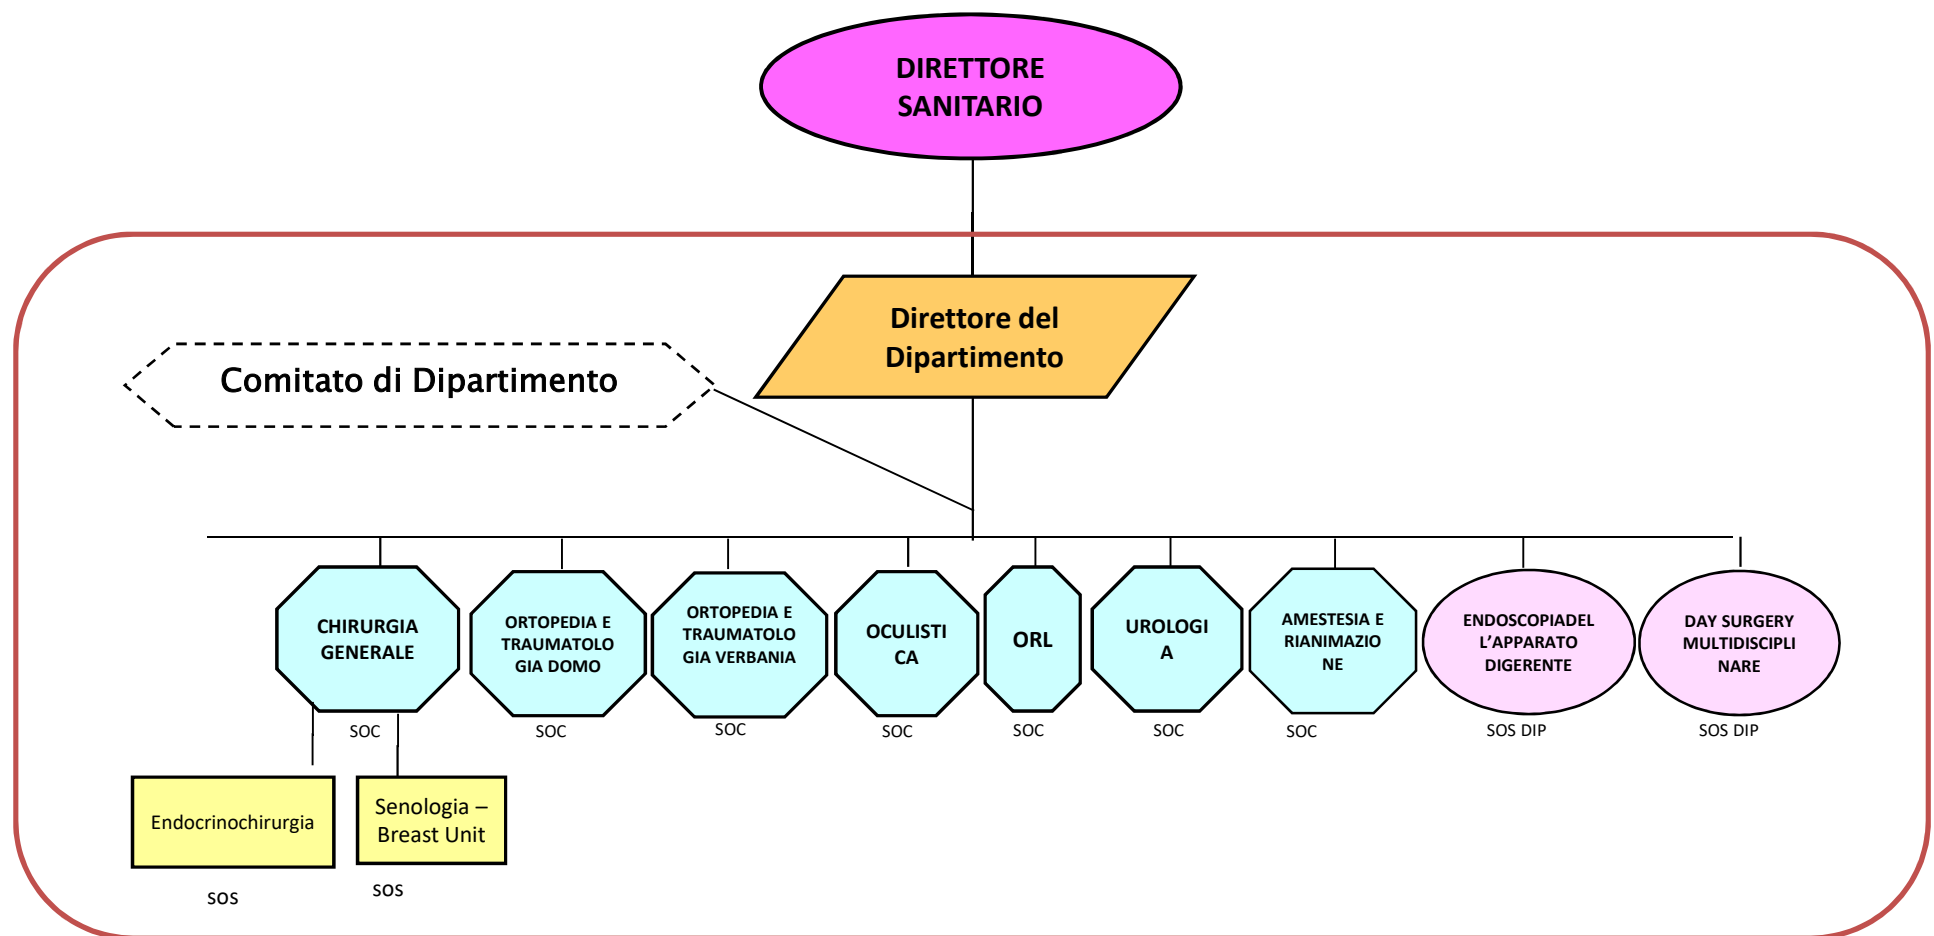 DIRETTORE
SANITARIO
Direttore del
Dipartimento
Comitato di Dipartimento
CHIRURGIA
GENERALE
SOC
ORTOPEDIA E
TRAUMATOLO
GIA DOMO
SOC
ORTOPEDIA E
TRAUMATOLO
GIA VERBANIA
SOC
OCULISTI
CA
SOC
ORL
SOC
UROLOGI
A
SOC
AMESTESIA E
RIANIMAZIO
NE
SOC
ENDOSCOPIADEL
L’APPARATO
DIGERENTE
SOS DIP
DAY SURGERY
MULTIDISCIPLI
NARE
SOS DIP
Endocrinochirurgia
SOS
Senologia –
Breast Unit
SOS